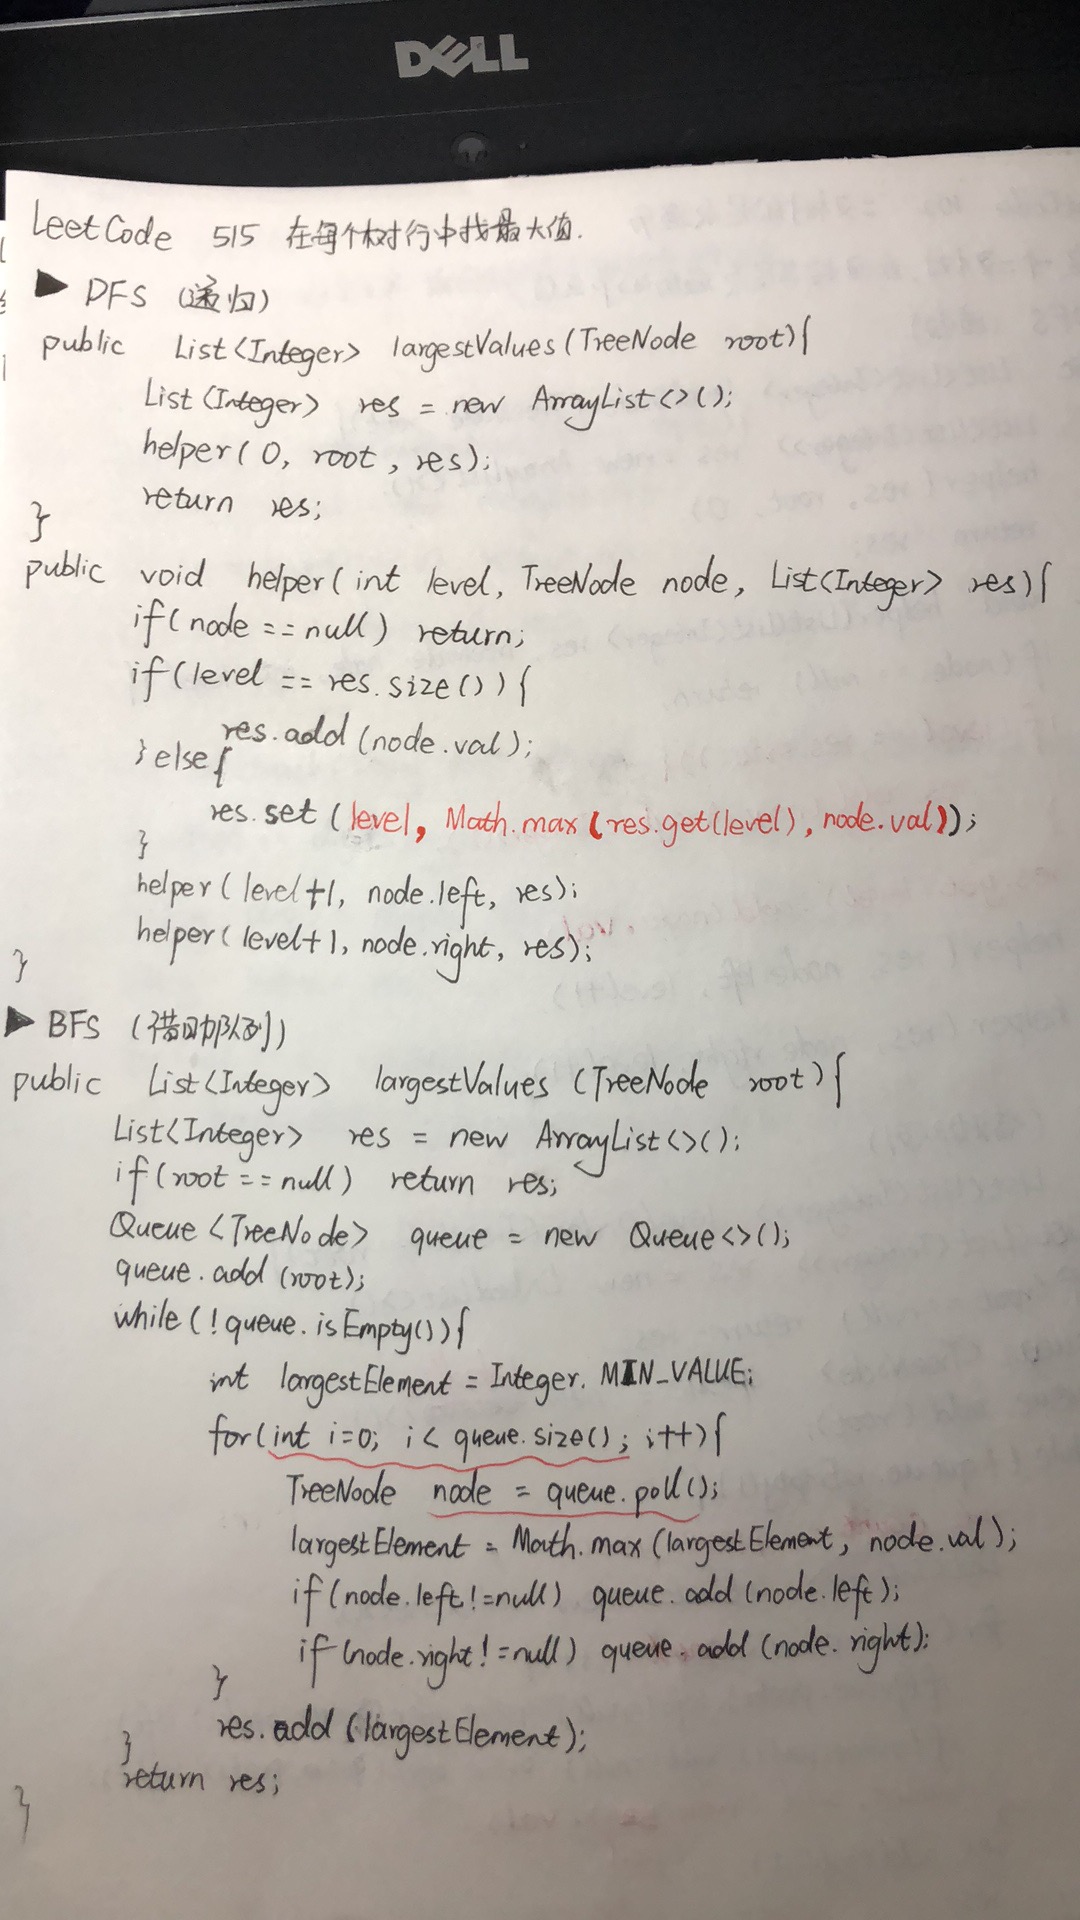 DELL
LeetCode 515 在每个树行中找最大值.
▶ DFS (递归)
public List<Integer> largestValues(TreeNode root){
List<Integer> res = new ArrayList<>();
helper(0, root, res);
return res;
}
public void helper(int level, TreeNode node, List<Integer> res){
if(node == null) return;
if(level == res.size()){
res.add(node.val);
}else{
res.set(level, Math.max(res.get(level), node.val));
}
helper(level+1, node.left, res);
helper(level+1, node.right, res);
}
▶ BFS (借助队列)
public List<Integer> largestValues (TreeNode root){
List<Integer> res = new ArrayList<>();
if(root == null) return res;
Queue<TreeNode> queue = new Queue<>();
queue.add(root);
while(!queue.isEmpty()){
int largestElement = Integer.MIN_VALUE;
for(int i=0; i< queue.size(); i++){
TreeNode node = queue.poll();
largestElement = Math.max(largestElement, node.val);
if(node.left!=null) queue.add(node.left);
if(node.right!=null) queue.add(node.right);
}
res.add(largestElement);
}
return res;
}